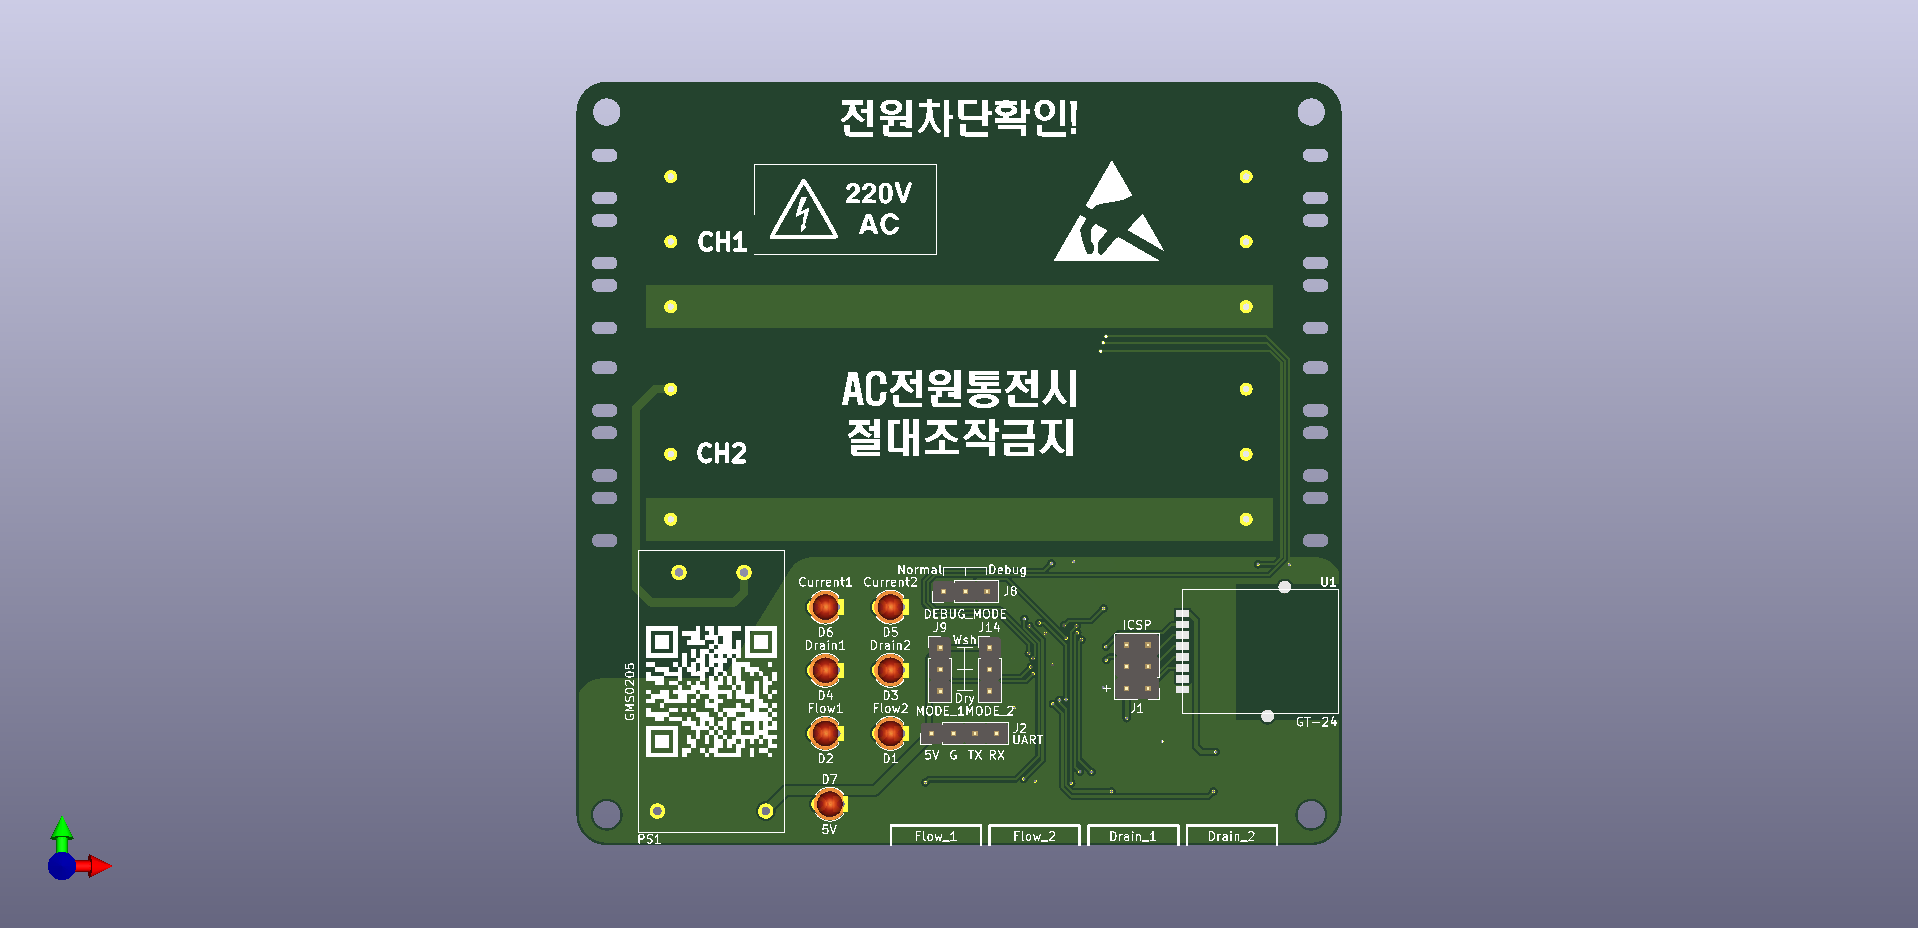 전원차단확인!
220V
AC
CH1
AC전원통전시
절대조작금지
CH2
Normal
Debug
U1
Current1
Current2
J8
DEBUG_MODE
D6
D5
J9
J14
ICSP
Drain1
Drain2
Wsh
GMS0205
D4
D3
Dry
Flow1
Flow2
MODE_1
MODE_2
J1
GT-24
J2
UART
D2
D1
5V G TX RX
D7
5V
PS1
Flow_1
Flow_2
Drain_1
Drain_2
+